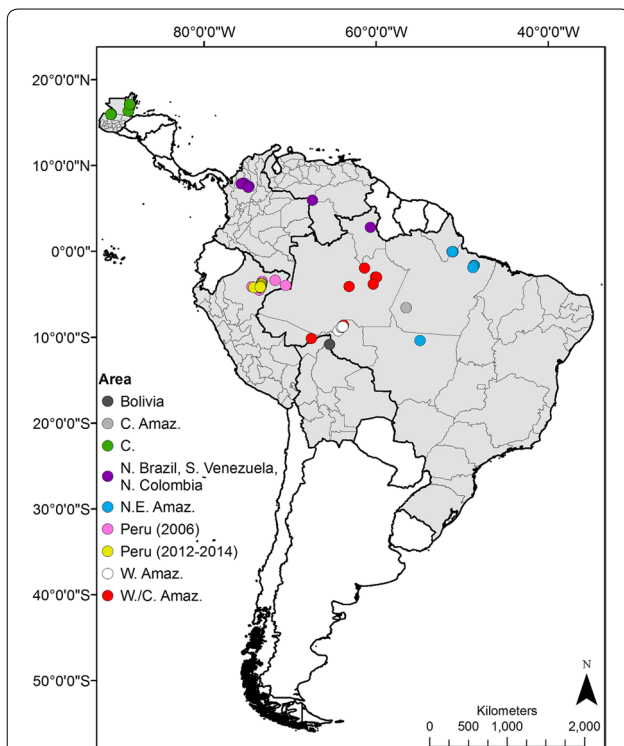 80°0'0"W 60°0'0"W 40°0'0"W
20°0'0"N
10°0'0"N
0°0'0"N
10°0'0"S
20°0'0"S
30°0'0"S
40°0'0"S
50°0'0"S
Area
Bolivia
C. Amaz.
C.
N. Brazil, S. Venezuela,
N. Colombia
N.E. Amaz.
Peru (2006)
Peru (2012-2014)
W. Amaz.
W./C. Amaz.
N
Kilometers
0 500 1,000 2,000